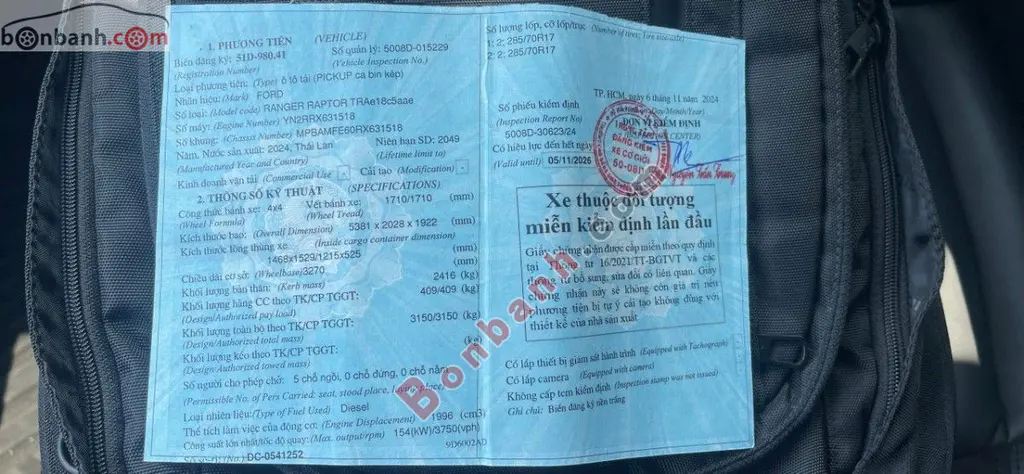 bonbanh.com
1. PHƯƠNG TIỆN (VEHICLE)
Biển đăng ký: 51D-980.41 Số quản lý: 5008D-015229
(Registration Number) (Vehicle Inspection No.)
Loại phương tiện: (Type) ô tô tải (PICKUP ca bin kép)
Nhãn hiệu: (Mark) FORD
Số loại: (Model code) RANGER RAPTOR TRAe18c5aae
Số máy: (Engine Number) YN2RRX631518
Số khung: (Chassis Number) MPBAMFE60RX631518
Năm, Nước sản xuất: 2024, Thái Lan Niên hạn SD: 2049
(Manufactured Year and Country) (Lifetime limit to)
Kinh doanh vận tải (Commercial Use) - Cải tạo (Modification) -
2. THÔNG SỐ KỸ THUẬT (SPECIFICATIONS)
Công thức bánh xe: 4x4 Vết bánh xe: 1710/1710 (mm)
(Wheel Formula) (Wheel Tread)
Kích thước bao: (Overall Dimension) 5381 x 2028 x 1922 (mm)
Kích thước lòng thùng xe (Inside cargo container dimension)
1468x1529/1215x525 (mm)
Chiều dài cơ sở: (Wheelbase) 3270 (mm)
Khối lượng bản thân: (Kerb mass) 2416 (kg)
Khối lượng hàng CC theo TK/CP TGGT: 409/409 (kg)
(Design/Authorized pay load)
Khối lượng toàn bộ theo TK/CP TGGT: 3150/3150 (kg)
(Design/Authorized total mass)
Khối lượng kéo theo TK/CP TGGT: (kg)
(Design/Authorized towed mass)
Số người cho phép chở: 5 chỗ ngồi, 0 chỗ đứng, 0 chỗ nằm
(Permissible No. of Pers Carried: seat, stood place, laying place)
Loại nhiên liệu: (Type of Fuel Used) Diesel
Thể tích làm việc của động cơ: (Engine Displacement) 1996 (cm3)
Công suất lớn nhất/tốc độ quay: (Max. output/rpm) 154(kW)/3750(vph)
9D6002AD
(No.) DC-0541252
Số lượng lốp, cỡ lốp/trục (Number of tires; Tire size/axle)
1: 2; 285/70R17
2: 2; 285/70R17
TP. HCM, ngày 6 tháng 11 năm 2024
(Day/Month/Year)
Số phiếu kiểm định ĐƠN VỊ KIỂM ĐỊNH
(Inspection Report No.) CENTER)
5008D-30623/24
Có hiệu lực đến hết ngày
(Valid until) 05/11/2026
TRUNG TÂM
ĐĂNG KIỂM
XE CƠ GIỚI
50-08D
Nguyễn Trần Trung
Xe thuộc đối tượng
miễn kiểm định lần đầu
Giấy chứng nhận được cấp miễn theo quy định
tại Thông tư 16/2021/TT-BGTVT và các
thông tư bổ sung, sửa đổi có liên quan. Giấy
chứng nhận này sẽ không còn giá trị nếu
phương tiện bị tự ý cải tạo không đúng với
thiết kế của nhà sản xuất.
Có lắp thiết bị giám sát hành trình (Equipped with Tachograph)
Có lắp camera (Equipped with camera)
Không cấp tem kiểm định (Inspection stamp was not issued)
Ghi chú: Biển đăng ký nền trắng
Bonbanh.com